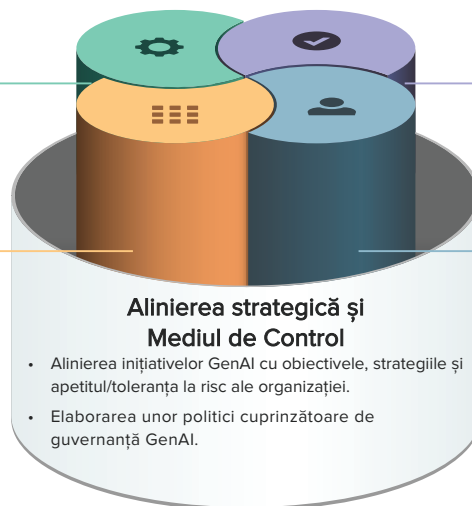 Alinierea strategică și
Mediul de Control
• Alinierea inițiativelor GenAI cu obiectivele, strategiile și
apetitul/toleranța la risc ale organizației.
• Elaborarea unor politici cuprinzătoare de
guvernanță GenAI.